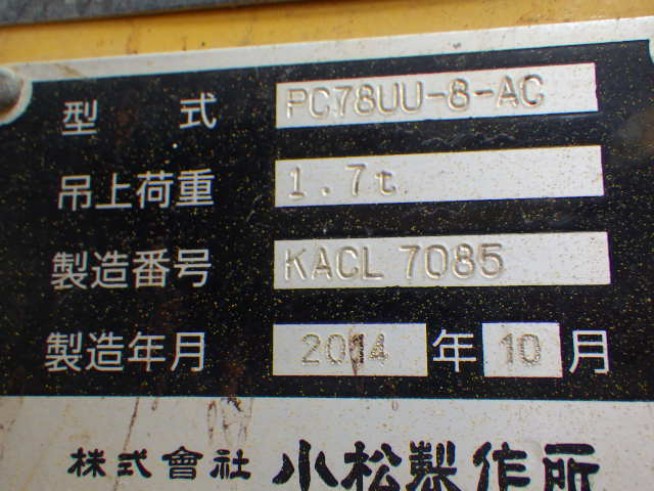 型 式 PC78UU-8-AC
吊上荷重 1.7t
製造番号 KACL 7085
製造年月 2014 年 10 月
株式會社 小松製作所